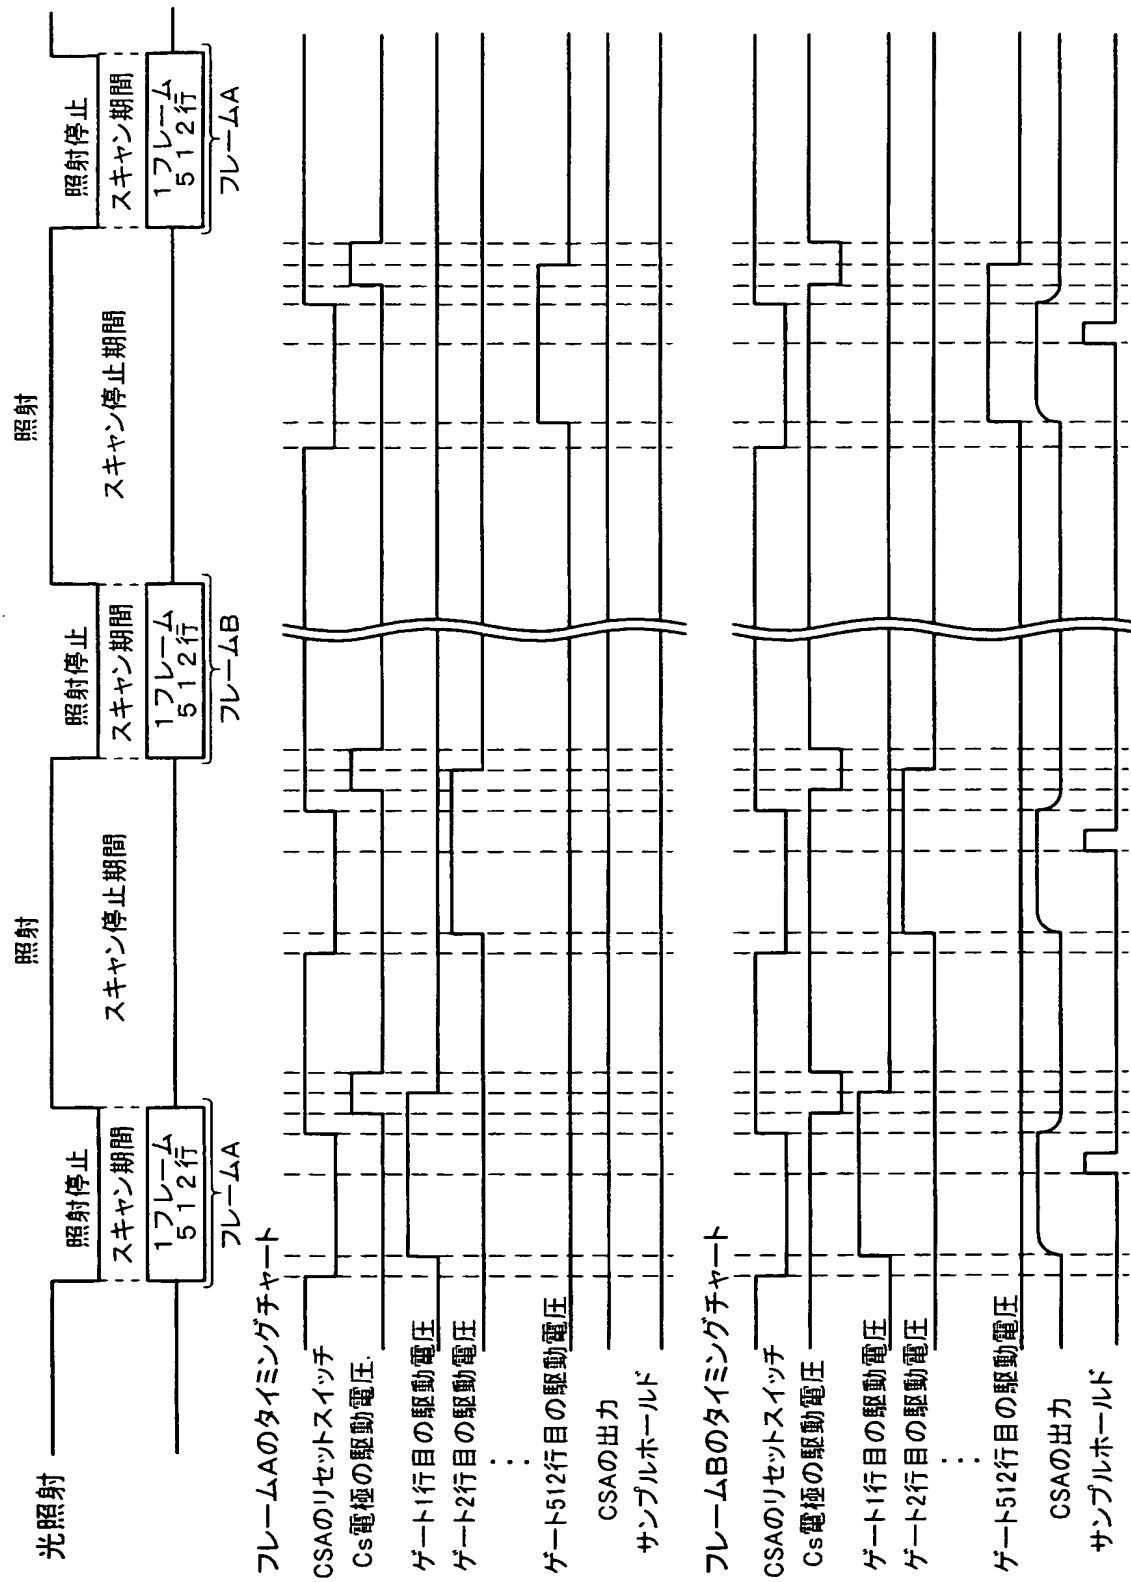 光照射
照射停止
照射
照射停止
照射
照射停止
スキャン期間
スキャン停止期間
スキャン期間
スキャン停止期間
スキャン期間
1フレーム
512行
1フレーム
512行
1フレーム
512行
フレームA
フレームB
フレームA
フレームAのタイミングチャート
CSAのリセットスイッチ
Cs電極の駆動電圧
ゲート1行目の駆動電圧
ゲート2行目の駆動電圧
⋮
ゲート512行目の駆動電圧
CSAの出力
サンプルホールド
フレームBのタイミングチャート
CSAのリセットスイッチ
Cs電極の駆動電圧
ゲート1行目の駆動電圧
ゲート2行目の駆動電圧
⋮
ゲート512行目の駆動電圧
CSAの出力
サンプルホールド